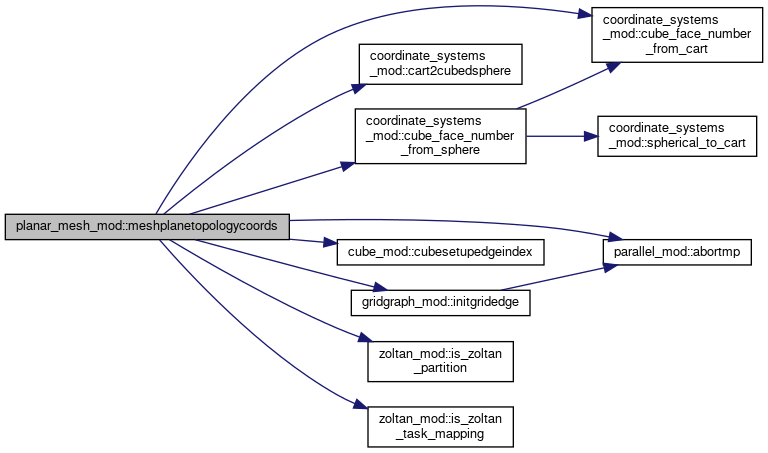 planar_mesh_mod::meshplanetopologycoords
coordinate_systems
_mod::cart2cubedsphere
coordinate_systems
_mod::cube_face_number
_from_sphere
cube_mod::cubesetupedgeindex
gridgraph_mod::initgridedge
zoltan_mod::is_zoltan
_partition
zoltan_mod::is_zoltan
_task_mapping
coordinate_systems
_mod::cube_face_number
_from_cart
coordinate_systems
_mod::spherical_to_cart
parallel_mod::abortmp